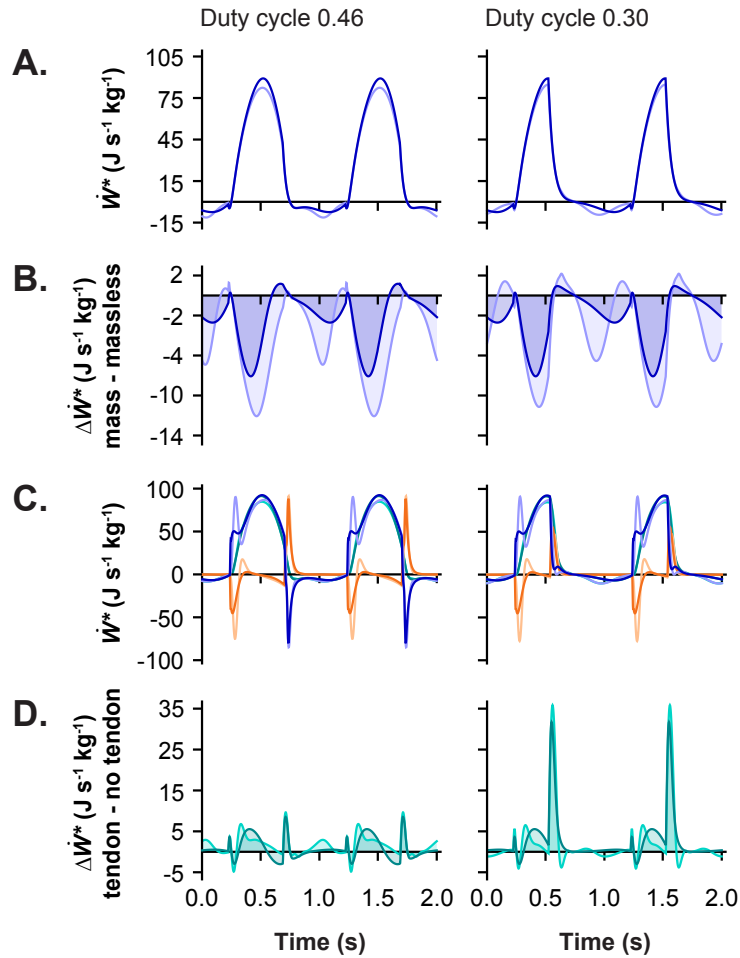 Duty cycle 0.46 Duty cycle 0.30
A.
Ẇ* (J s⁻¹ kg⁻¹)
105
75
45
15
-15
B.
ΔẆ* (J s⁻¹ kg⁻¹)
mass - massless
2
-2
-4
-10
-14
C.
Ẇ* (J s⁻¹ kg⁻¹)
100
50
0
-50
-100
D.
ΔẆ* (J s⁻¹ kg⁻¹)
tendon - no tendon
35
25
15
5
-5
0.0 0.5 1.0 1.5 2.0 0.0 0.5 1.0 1.5 2.0
Time (s) Time (s)